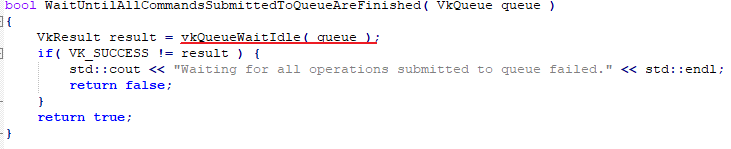 bool WaitUntilAllCommandsSubmittedToQueueAreFinished( VkQueue queue )
{
    VkResult result = vkQueueWaitIdle( queue );
    if( VK_SUCCESS != result ) {
        std::cout << "Waiting for all operations submitted to queue failed." << std::endl;
        return false;
    }
    return true;
}